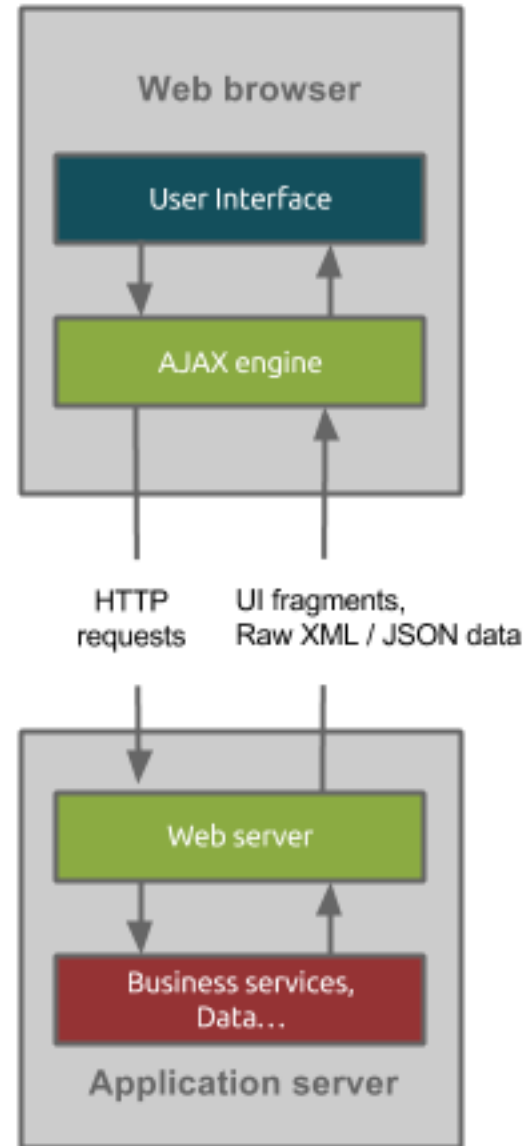 Web browser
User Interface
AJAX engine
HTTP
requests
UI fragments,
Raw XML / JSON data
Web server
Business services,
Data…
Application server